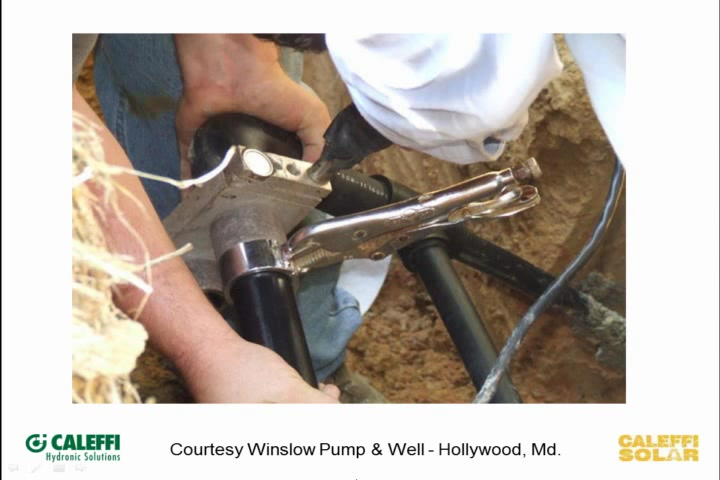 CALEFFI
Hydronic Solutions
Courtesy Winslow Pump & Well - Hollywood, Md.
CALEFFI
SOLAR